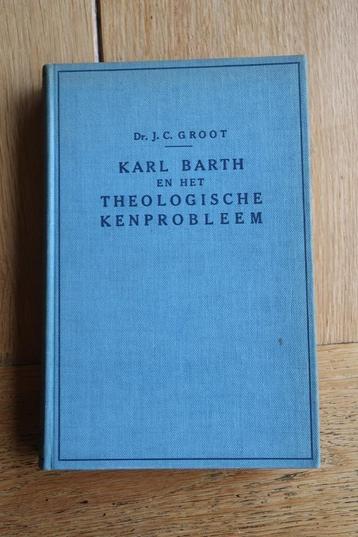 Dr. J. C. GROOT
KARL BARTH
EN HET
THEOLOGISCHE
KENPROBLEEM